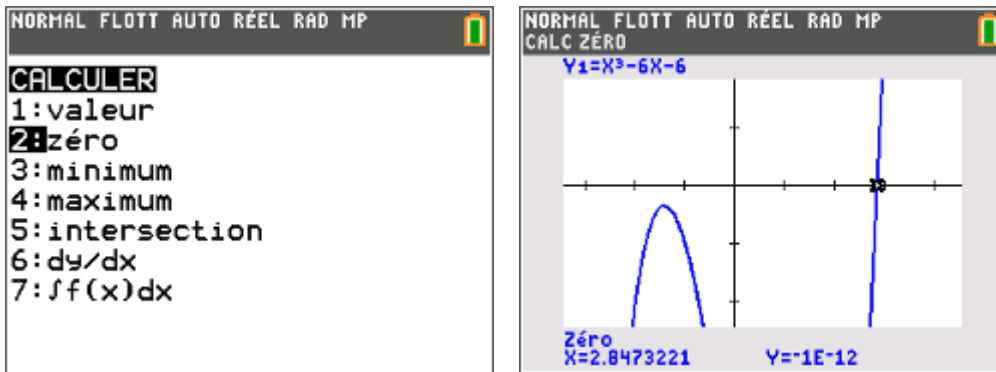 NORMAL FLOTT AUTO RÉEL RAD MP
CALCULER
1:valeur
2:zéro
3:minimum
4:maximum
5:intersection
6:dy/dx
7:∫f(x)dx
NORMAL FLOTT AUTO RÉEL RAD MP
CALC ZÉRO
Y₁=X³-6X-6
Zéro
X=2.8473221 Y=-1E-12